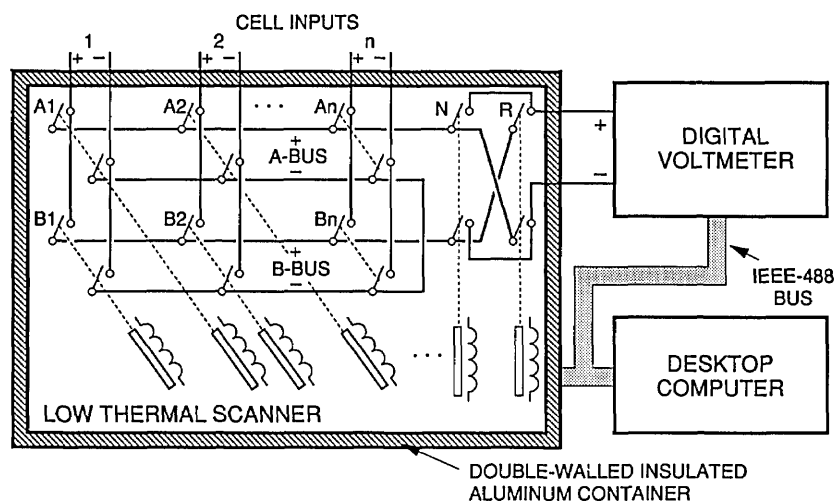 CELL INPUTS
1 2 n
+ − + − + −
A1 A2 · · · An N R
+
A-BUS
−
+
−
DIGITAL
VOLTMETER
B1 B2 Bn
+
B-BUS
−
IEEE-488
BUS
· · ·
DESKTOP
COMPUTER
LOW THERMAL SCANNER
DOUBLE-WALLED INSULATED
ALUMINUM CONTAINER